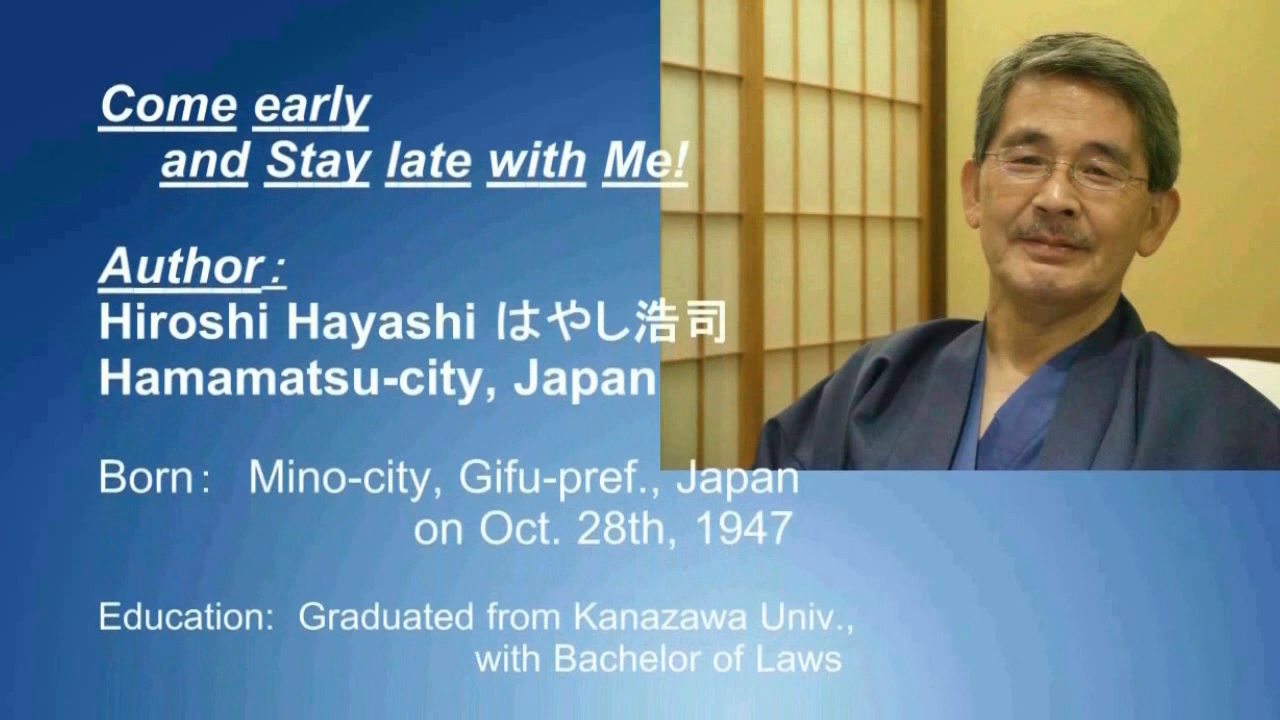 Come early
and Stay late with Me!
Author :
Hiroshi Hayashi はやし浩司
Hamamatsu-city, Japan
Born : Mino-city, Gifu-pref., Japan
on Oct. 28th, 1947
Education: Graduated from Kanazawa Univ.,
with Bachelor of Laws